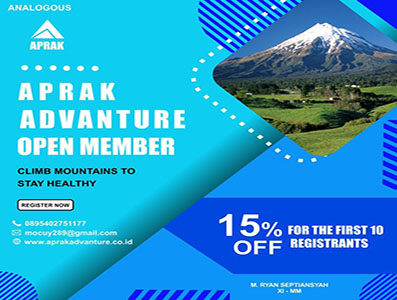 ANALOGOUS
APRAK
APRAK
ADVANTURE
OPEN MEMBER
CLIMB MOUNTAINS TO
STAY HEALTHY
REGISTER NOW
0895402751177
mocuy289@gmail.com
www.aprakadvanture.co.id
15%
OFF
FOR THE FIRST 10
REGISTRANTS
M. RYAN SEPTIANSYAH
XI - MM